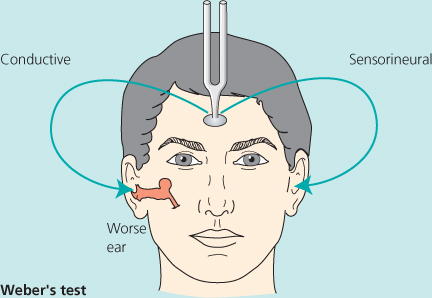 Conductive
Sensorineural
Worse
ear
Weber's test